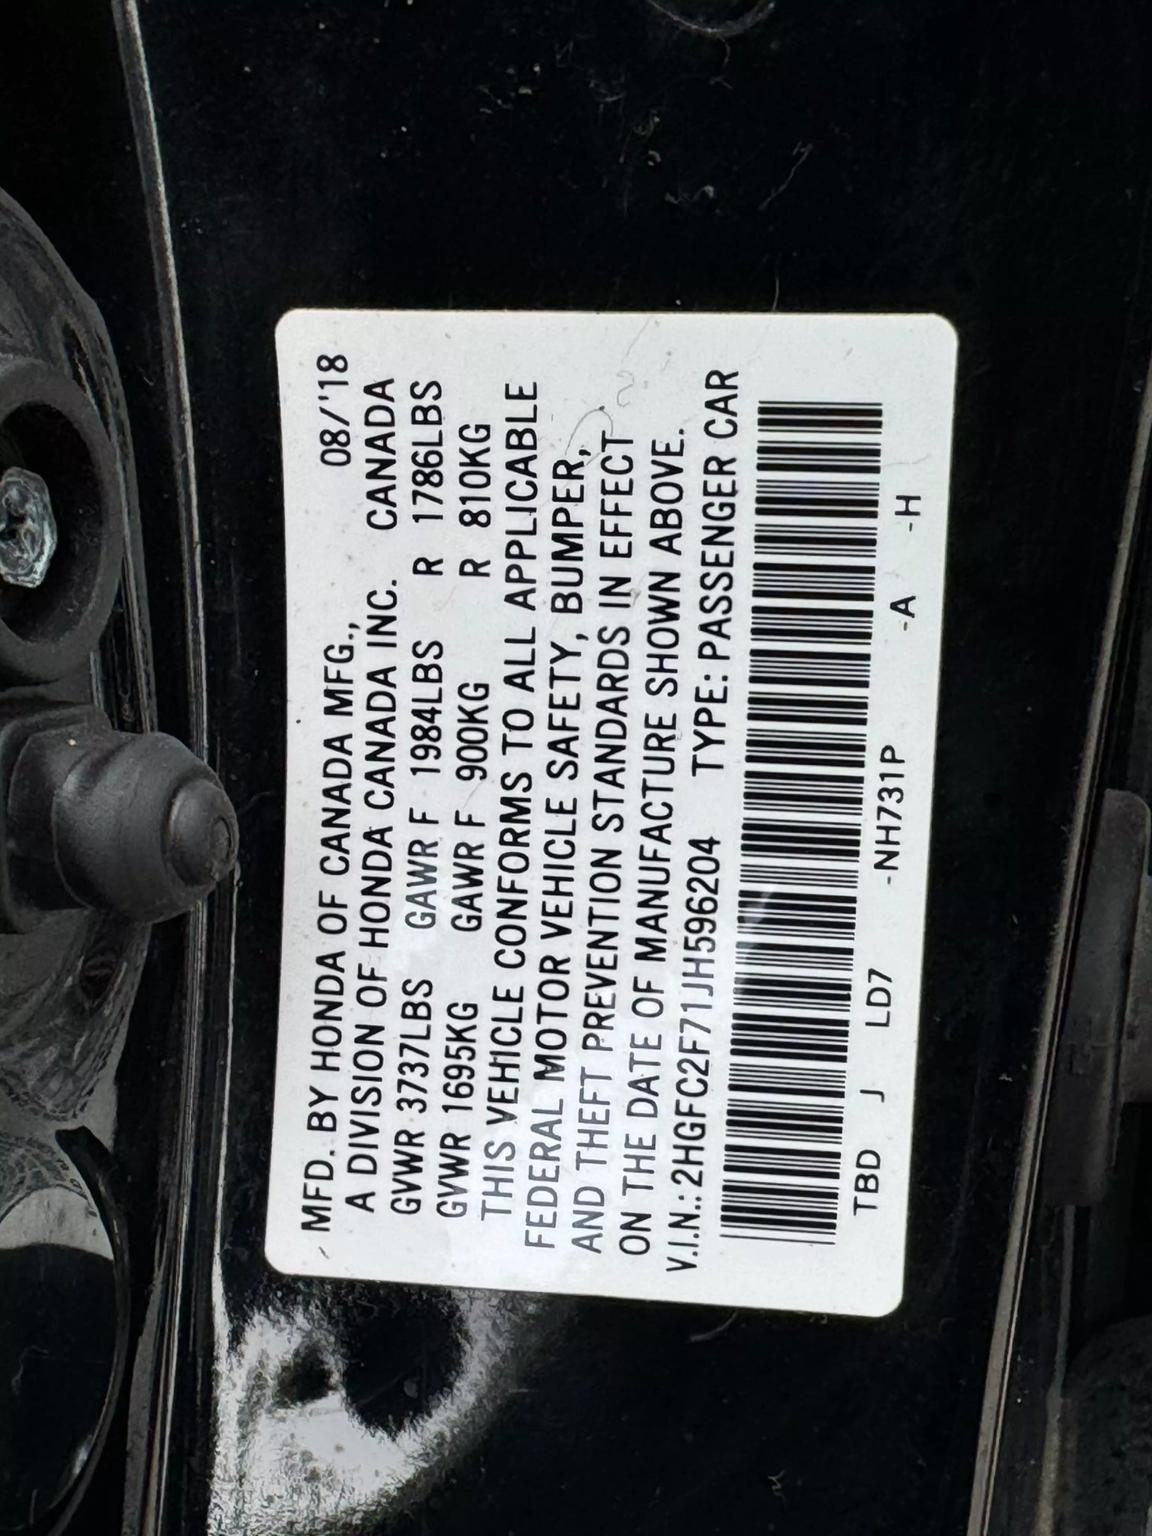 MFD. BY HONDA OF CANADA MFG., 08/'18
A DIVISION OF HONDA CANADA INC. CANADA
GVWR 3737LBS GAWR F 1984LBS R 1786LBS
GVWR 1695KG GAWR F 900KG R 810KG
THIS VEHICLE CONFORMS TO ALL APPLICABLE
FEDERAL MOTOR VEHICLE SAFETY, BUMPER,
AND THEFT PREVENTION STANDARDS IN EFFECT
ON THE DATE OF MANUFACTURE SHOWN ABOVE.
V.I.N.: 2HGFC2F71JH596204 TYPE: PASSENGER CAR
TBD J LD7 -NH731P -A -H